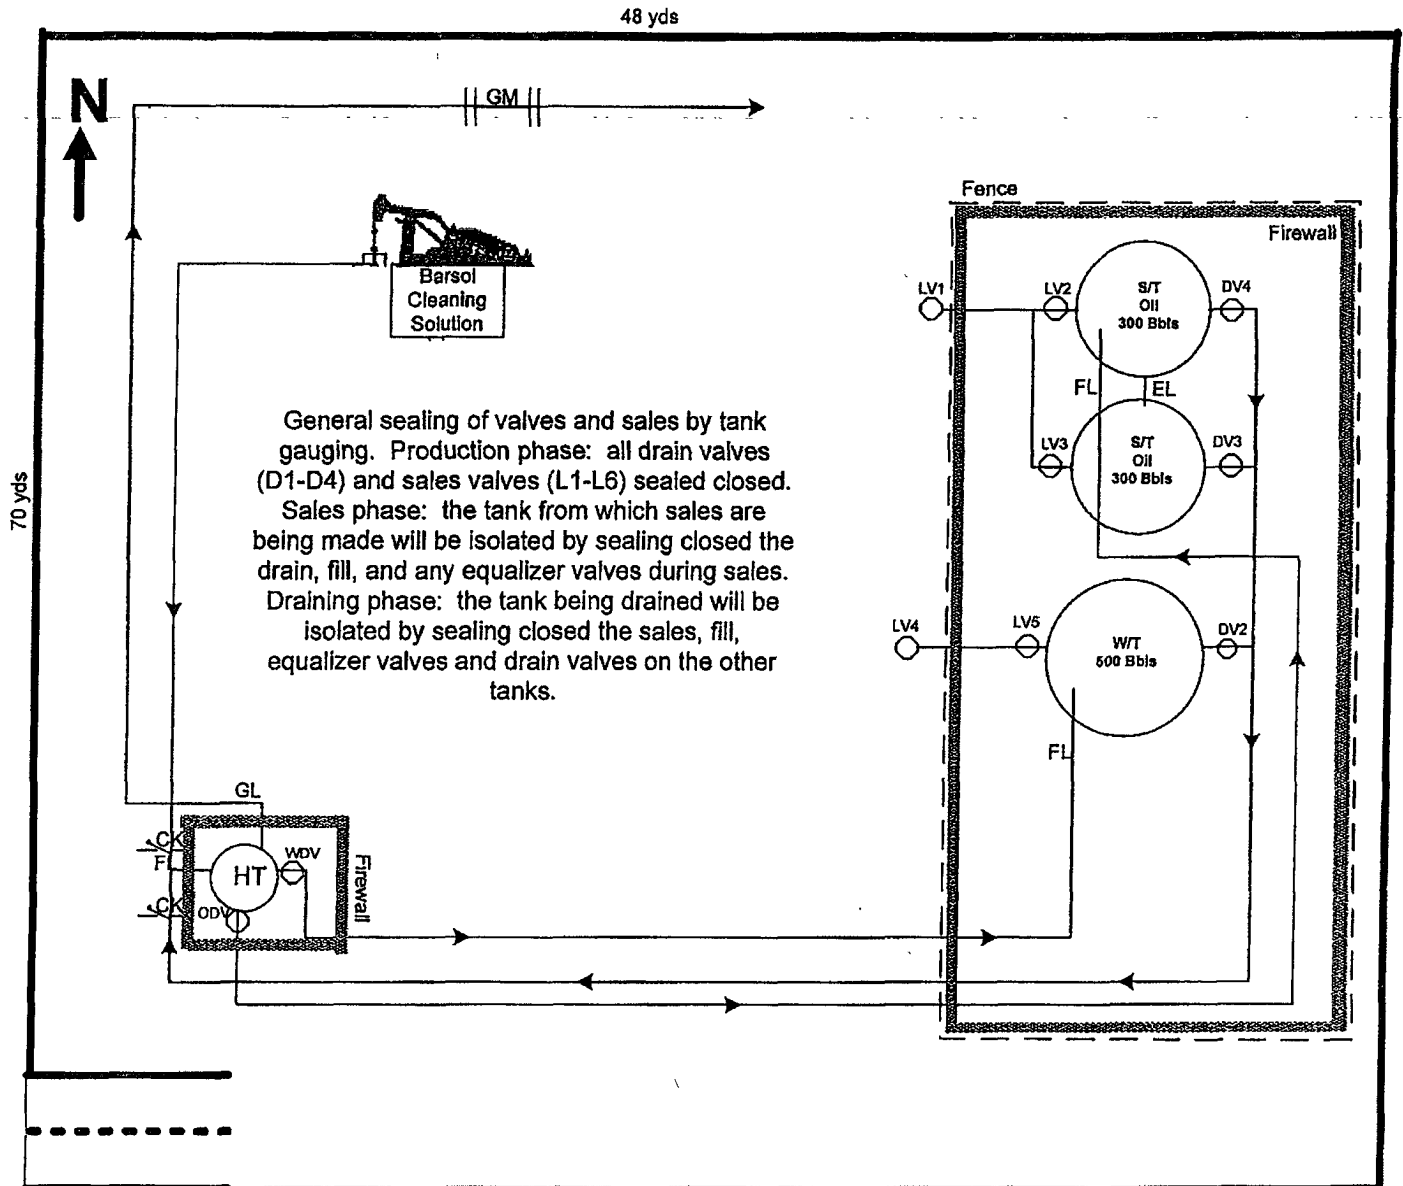 48 yds
N
GM
Fence
Firewall
Barsol
Cleaning
Solution
LV1
LV2
S/T
Oil
300 Bbls
DV4
FL
EL
LV3
S/T
Oil
300 Bbls
DV3
General sealing of valves and sales by tank
gauging. Production phase: all drain valves
(D1-D4) and sales valves (L1-L6) sealed closed.
Sales phase: the tank from which sales are
being made will be isolated by sealing closed the
drain, fill, and any equalizer valves during sales.
Draining phase: the tank being drained will be
isolated by sealing closed the sales, fill,
equalizer valves and drain valves on the other
tanks.
70 yds
LV4
LV5
W/T
500 Bbls
DV2
FL
GL
CK
F
HT
WDV
Firewall
CK
ODV